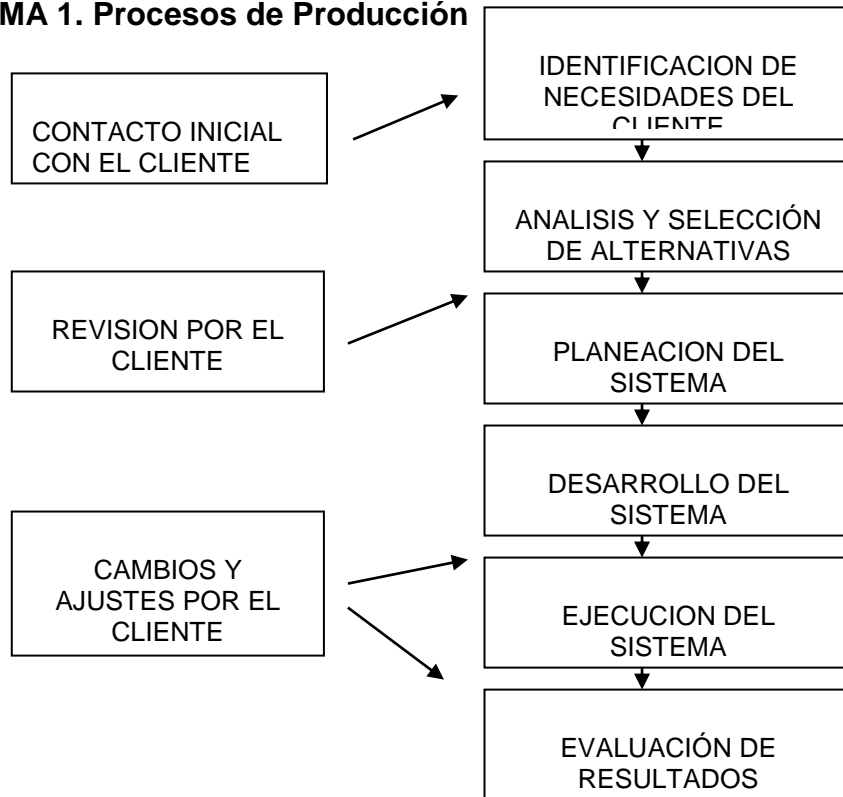 MA 1. Procesos de Producción
IDENTIFICACION DE
NECESIDADES DEL
CLIENTE
CONTACTO INICIAL
CON EL CLIENTE
ANALISIS Y SELECCIÓN
DE ALTERNATIVAS
REVISION POR EL
CLIENTE
PLANEACION DEL
SISTEMA
DESARROLLO DEL
SISTEMA
CAMBIOS Y
AJUSTES POR EL
CLIENTE
EJECUCION DEL
SISTEMA
EVALUACIÓN DE
RESULTADOS